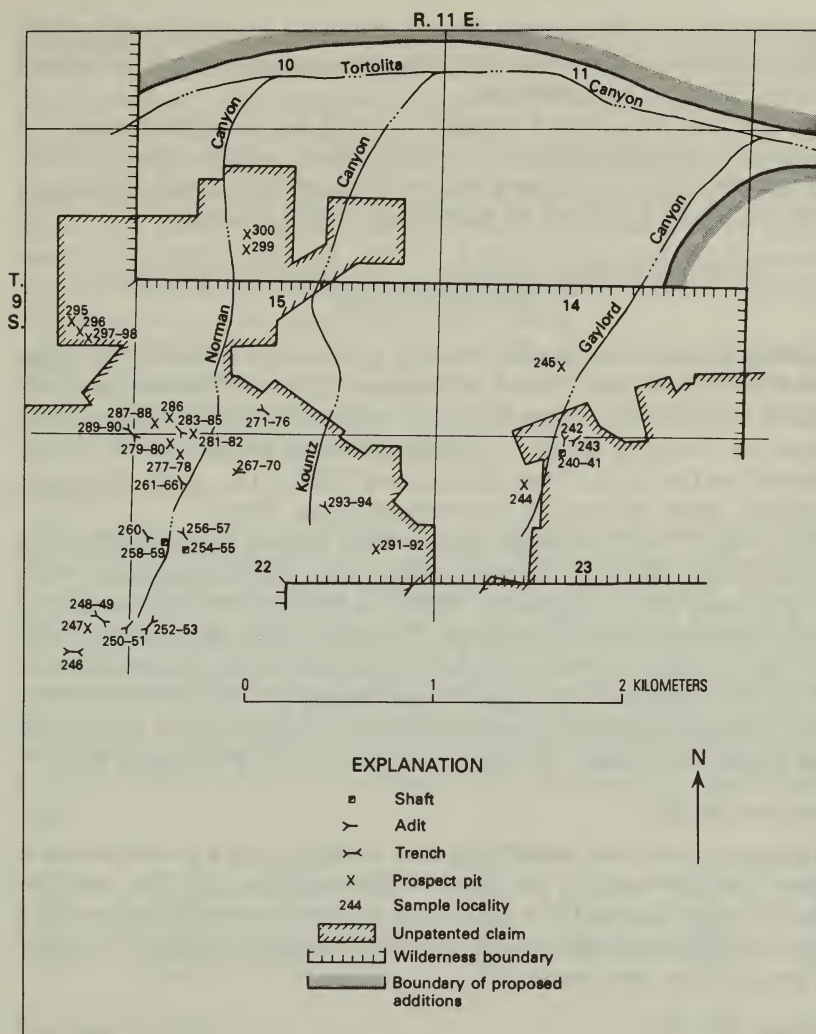 R. 11 E.
10
Tortolita
11
Canyon
Canyon
Canyon
Canyon
300
299
T.
9
S.
15
14
295
296
297–98
Norman
Gaylord
245
287–88
286
283–85
271–76
289–90
281–82
279–80
277–78
267–70
261–66
Kountz
242
243
240–41
244
293–94
260
256–57
258–59
254–55
291–92
22
23
248–49
247
250–51
252–53
246
0
1
2 KILOMETERS
EXPLANATION
N
Shaft
Adit
Trench
X Prospect pit
244 Sample locality
Unpatented claim
Wilderness boundary
Boundary of proposed
additions